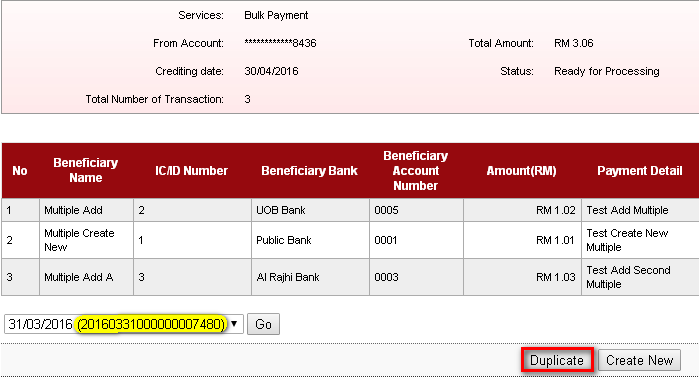 Services: Bulk Payment
From Account: ************8436 Total Amount: RM 3.06
Crediting date: 30/04/2016 Status: Ready for Processing
Total Number of Transaction: 3
No Beneficiary Name IC/ID Number Beneficiary Bank Beneficiary Account Number Amount(RM) Payment Detail
1 Multiple Add 2 UOB Bank 0005 RM 1.02 Test Add Multiple
2 Multiple Create New 1 Public Bank 0001 RM 1.01 Test Create New Multiple
3 Multiple Add A 3 Al Rajhi Bank 0003 RM 1.03 Test Add Second Multiple
31/03/2016 (20160331000000007480) Go
Duplicate Create New